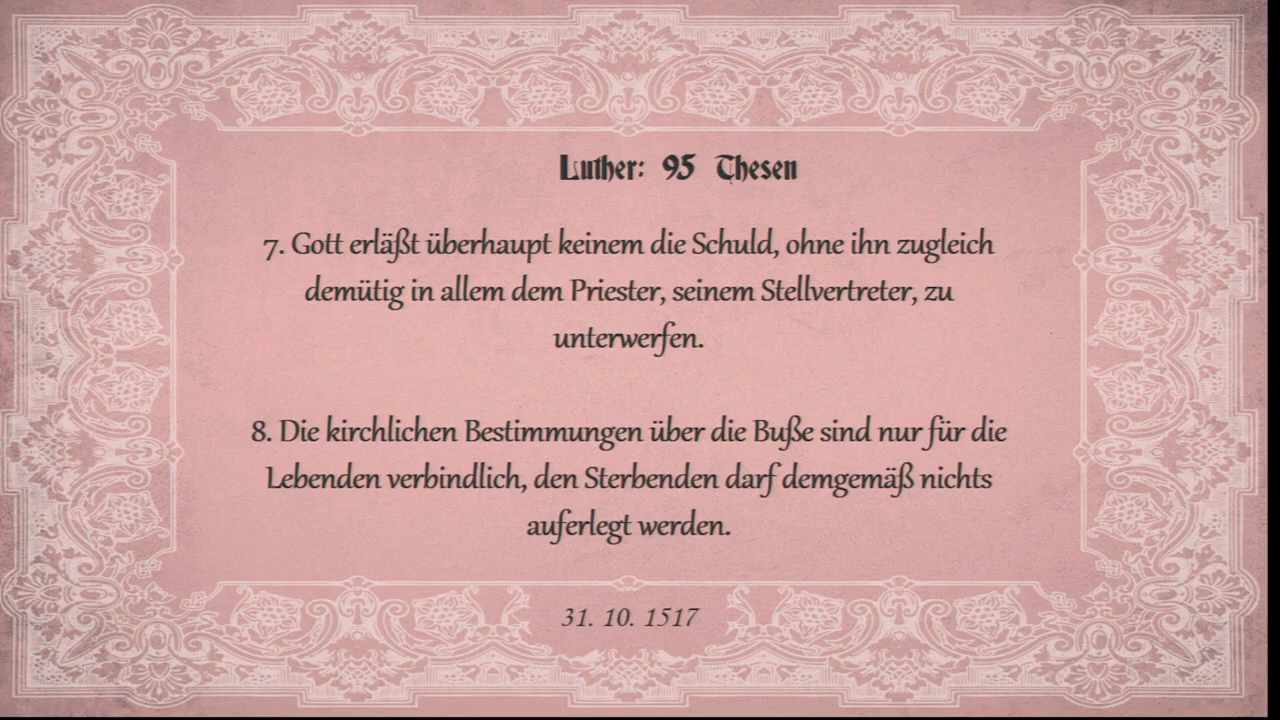 Luther: 95 Thesen
7. Gott erläßt überhaupt keinem die Schuld, ohne ihn zugleich
demütig in allem dem Priester, seinem Stellvertreter, zu
unterwerfen.
8. Die kirchlichen Bestimmungen über die Buße sind nur für die
Lebenden verbindlich, den Sterbenden darf demgemäß nichts
auferlegt werden.
31. 10. 1517